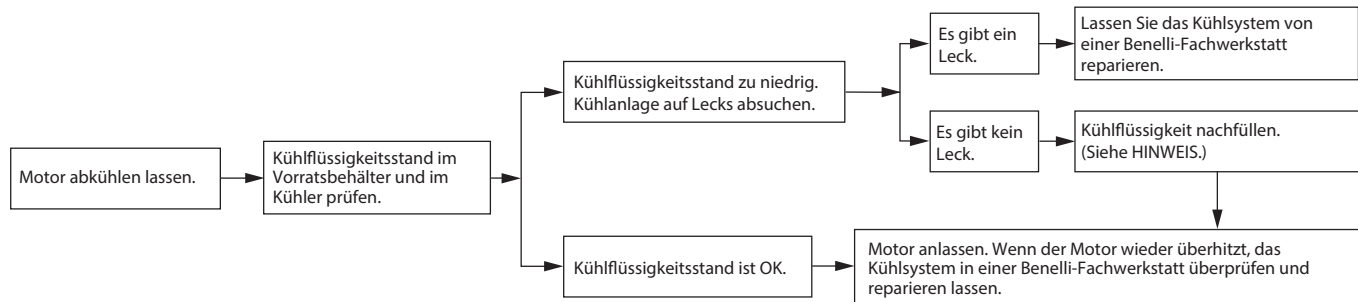 Motor abkühlen lassen.
Kühlflüssigkeitsstand im
Vorratsbehälter und im
Kühler prüfen.
Kühlflüssigkeitsstand zu niedrig.
Kühlanlage auf Lecks absuchen.
Es gibt ein
Leck.
Lassen Sie das Kühlsystem von
einer Benelli-Fachwerkstatt
reparieren.
Es gibt kein
Leck.
Kühlflüssigkeit nachfüllen.
(Siehe HINWEIS.)
Kühlflüssigkeitsstand ist OK.
Motor anlassen. Wenn der Motor wieder überhitzt, das
Kühlsystem in einer Benelli-Fachwerkstatt überprüfen und
reparieren lassen.